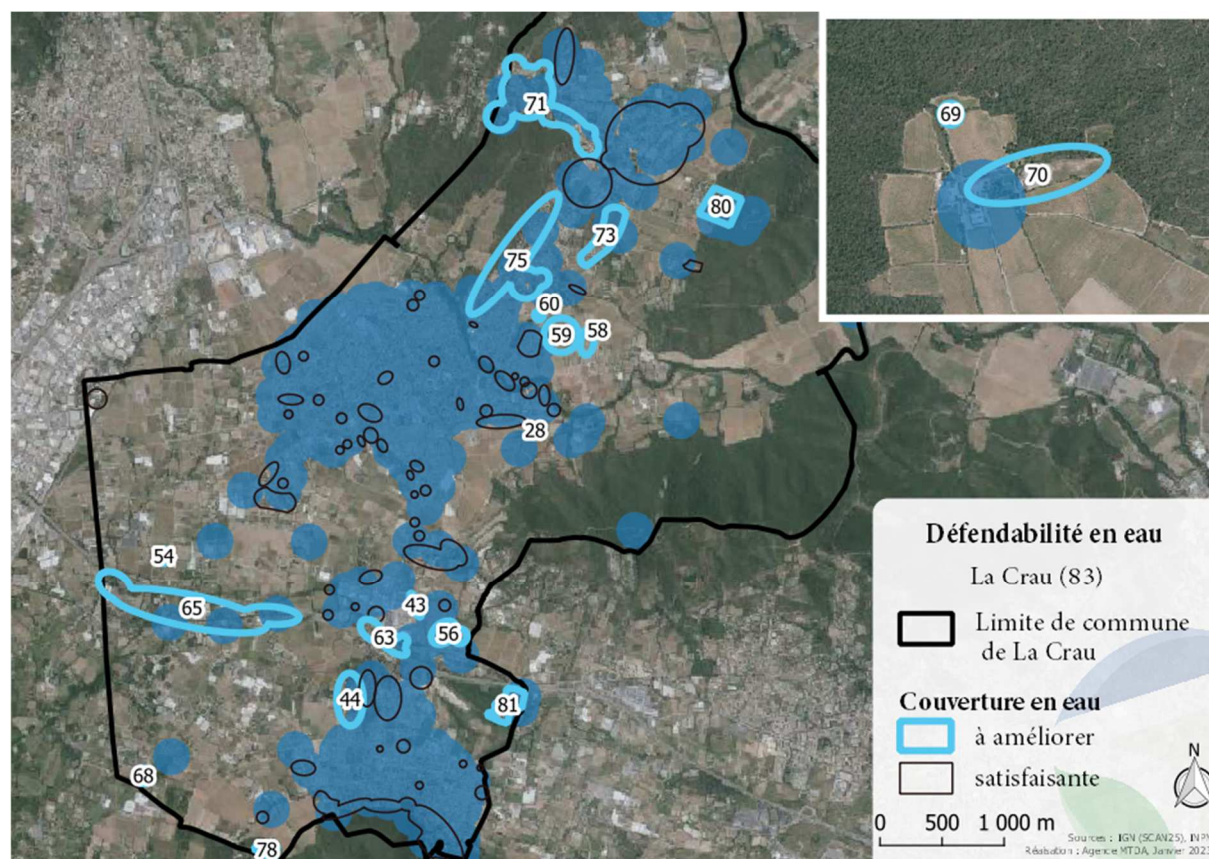 71
69
70
80
73
75
60
59
58
28
54
43
65
63
56
44
81
68
78
Défendabilité en eau
La Crau (83)
Limite de commune
de La Crau
Couverture en eau
à améliorer
satisfaisante
N
0 500 1 000 m
Sources : IGN (SCAN25), INPN
Réalisation : Agence MTDA, Janvier 2023